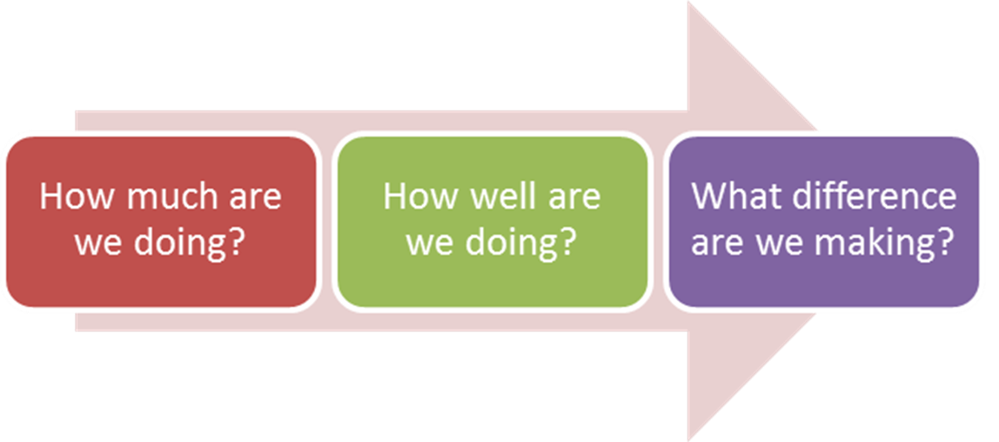 How much are
we doing?
How well are
we doing?
What difference
are we making?